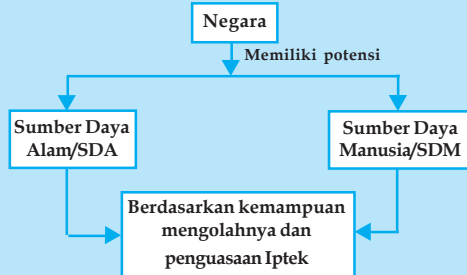 Negara
Memiliki potensi
Sumber Daya
Alam/SDA
Sumber Daya
Manusia/SDM
Berdasarkan kemampuan
mengolahnya dan
penguasaan Iptek